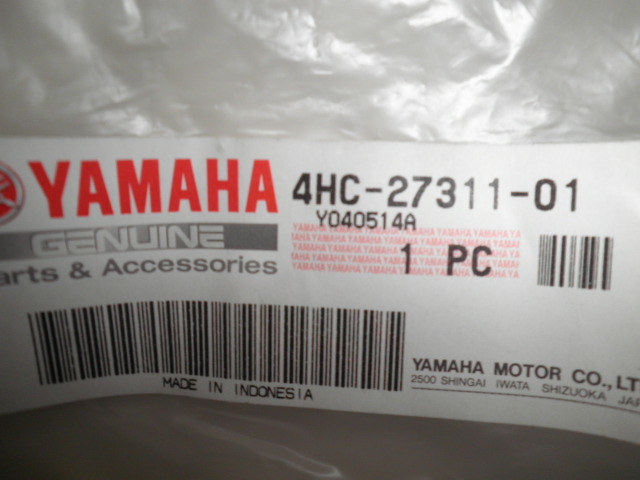 YAMAHA 4HC-27311-01
Y040514A
GENUINE
arts & Accessories
1 PC
YAMAHA MOTOR CO., LT
2500 SHINGAI IWATA SHIZUOKA JAP
MADE IN INDONESIA